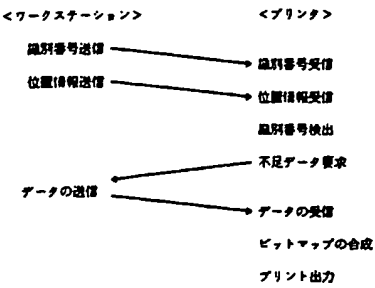 <ワークステーション>
<プリンタ>
識別番号送信
識別番号受信
位置情報送信
位置情報受信
識別番号検出
不足データ要求
データの送信
データの受信
ビットマップの合成
プリント出力